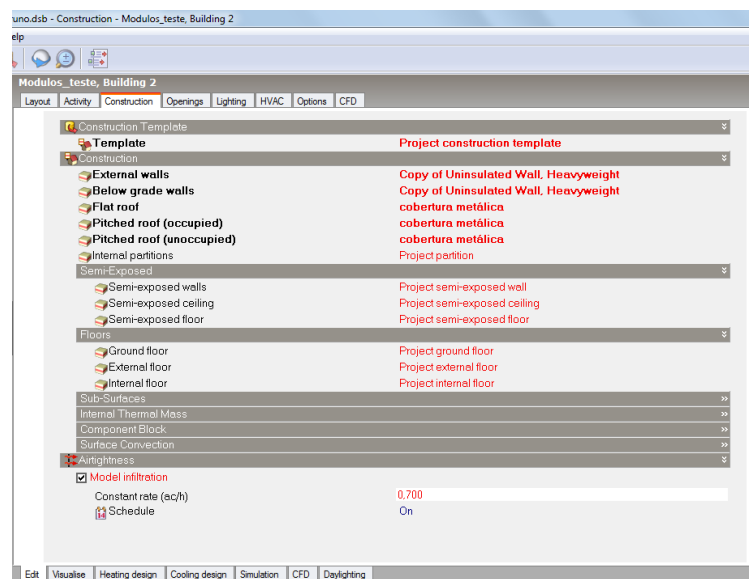 uno.dsb - Construction - Modulos_teste, Building 2
elp
Modulos_teste, Building 2
Layout Activity Construction Openings Lighting HVAC Options CFD
Construction Template
Template Project construction template
Construction
External walls Copy of Uninsulated Wall, Heavyweight
Below grade walls Copy of Uninsulated Wall, Heavyweight
Flat roof cobertura metálica
Pitched roof (occupied) cobertura metálica
Pitched roof (unoccupied) cobertura metálica
Internal partitions Project partition
Semi-Exposed
Semi-exposed walls Project semi-exposed wall
Semi-exposed ceiling Project semi-exposed ceiling
Semi-exposed floor Project semi-exposed floor
Floors
Ground floor Project ground floor
External floor Project external floor
Internal floor Project internal floor
Sub-Surfaces
Internal Thermal Mass
Component Block
Surface Convection
Airtightness
Model infiltration
Constant rate (ac/h) 0,700
Schedule On
Edit Visualise Heating design Cooling design Simulation CFD Daylighting